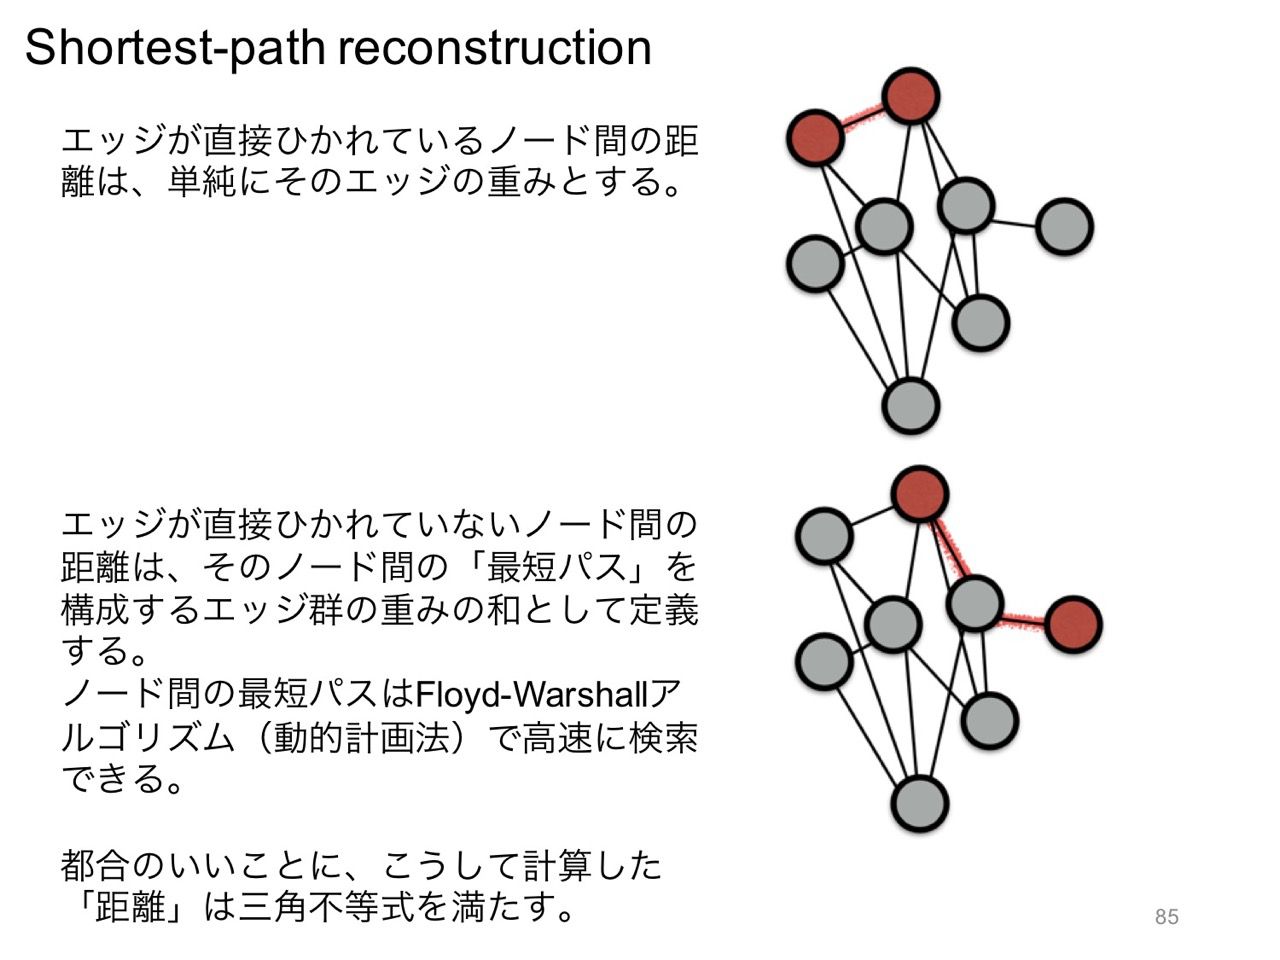 Shortest-path reconstruction
エッジが直接ひかれているノード間の距
離は、単純にそのエッジの重みとする。
エッジが直接ひかれていないノード間の
距離は、そのノード間の「最短パス」を
構成するエッジ群の重みの和として定義
する。
ノード間の最短パスはFloyd-Warshallア
ルゴリズム（動的計画法）で高速に検索
できる。
都合のいいことに、こうして計算した
「距離」は三角不等式を満たす。
85